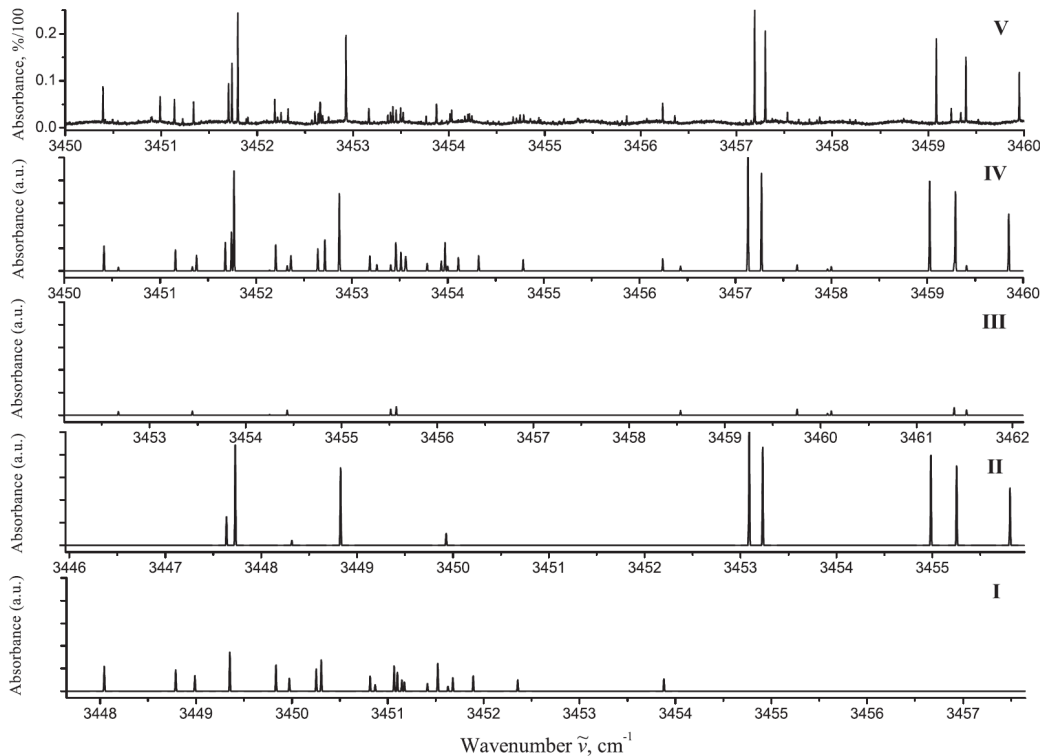 V
Absorbance, %/100
0.2
0.1
0.0
3450 3451 3452 3453 3454 3455 3456 3457 3458 3459 3460
IV
Absorbance (a.u.)
3450 3451 3452 3453 3454 3455 3456 3457 3458 3459 3460
III
Absorbance (a.u.)
3453 3454 3455 3456 3457 3458 3459 3460 3461 3462
II
Absorbance (a.u.)
3446 3447 3448 3449 3450 3451 3452 3453 3454 3455
I
Absorbance (a.u.)
3448 3449 3450 3451 3452 3453 3454 3455 3456 3457
Wavenumber ṽ, cm⁻¹